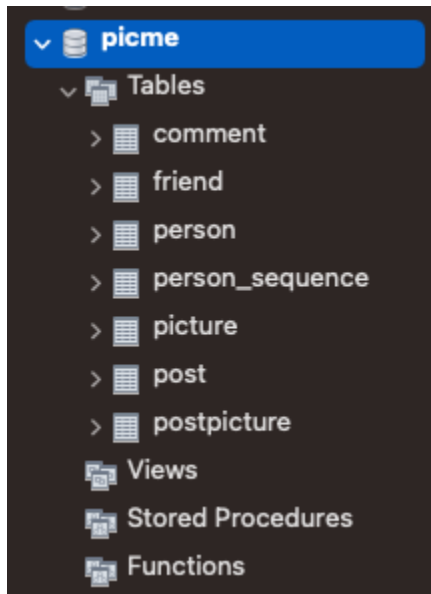 picme
Tables
comment
friend
person
person_sequence
picture
post
postpicture
Views
Stored Procedures
Functions